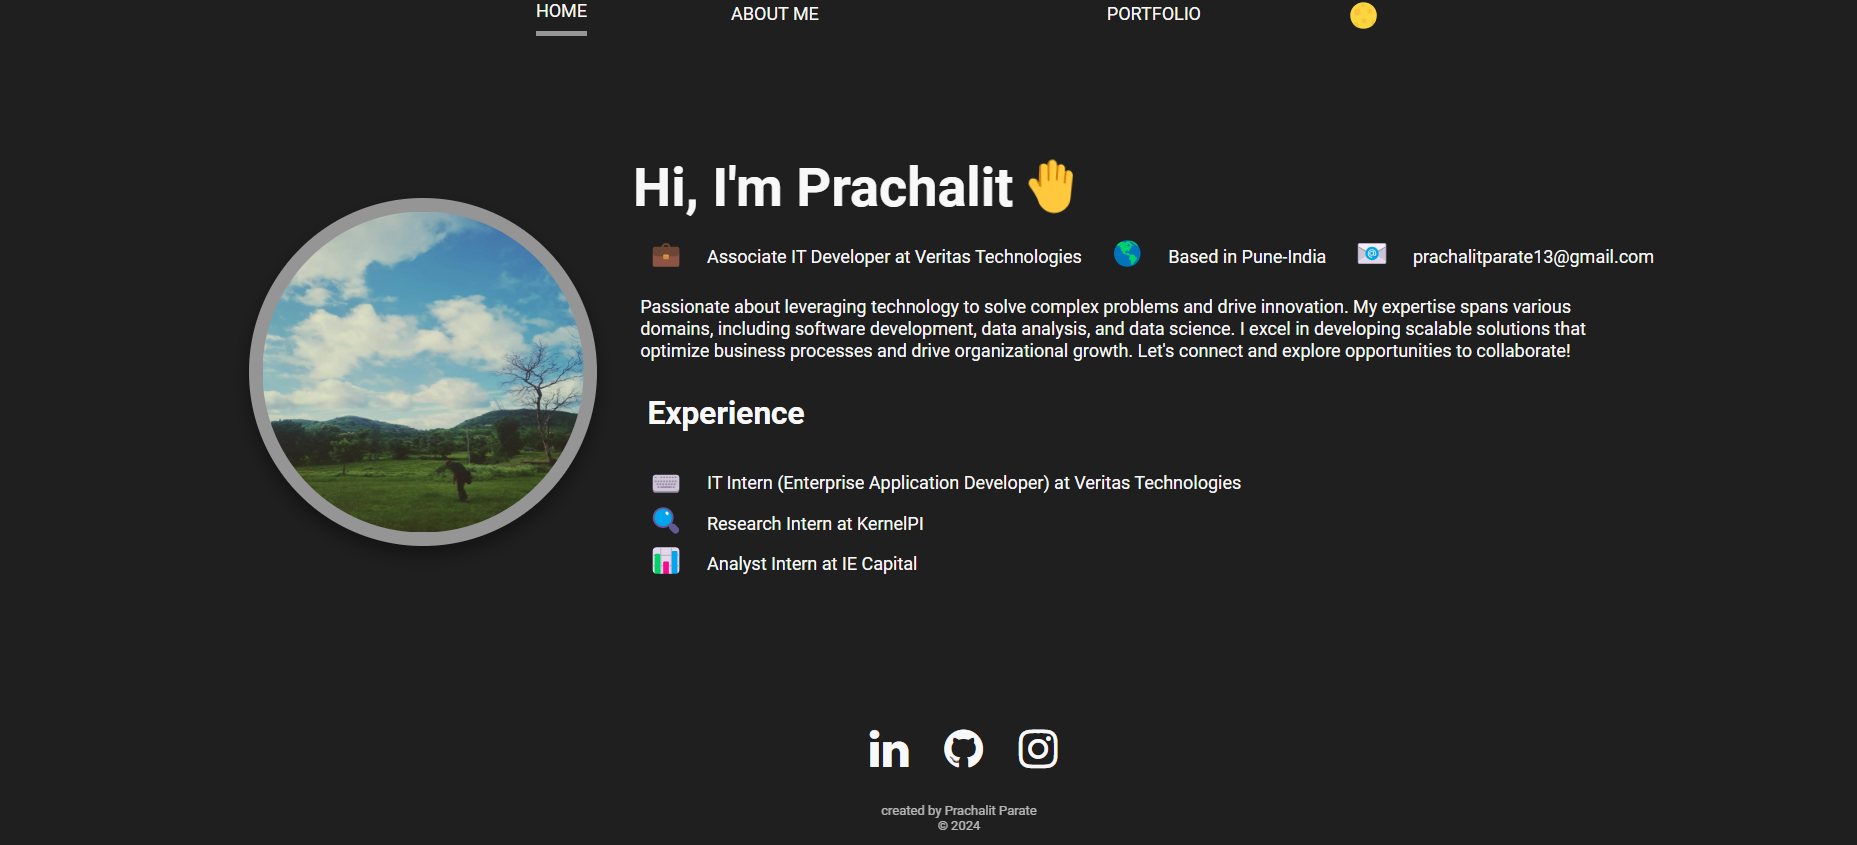 HOME
ABOUT ME
PORTFOLIO
Hi, I'm Prachalit
Associate IT Developer at Veritas Technologies
Based in Pune-India
prachalitparate13@gmail.com
Passionate about leveraging technology to solve complex problems and drive innovation. My expertise spans various
domains, including software development, data analysis, and data science. I excel in developing scalable solutions that
optimize business processes and drive organizational growth. Let's connect and explore opportunities to collaborate!
Experience
IT Intern (Enterprise Application Developer) at Veritas Technologies
Research Intern at KernelPI
Analyst Intern at IE Capital
in
created by Prachalit Parate
© 2024